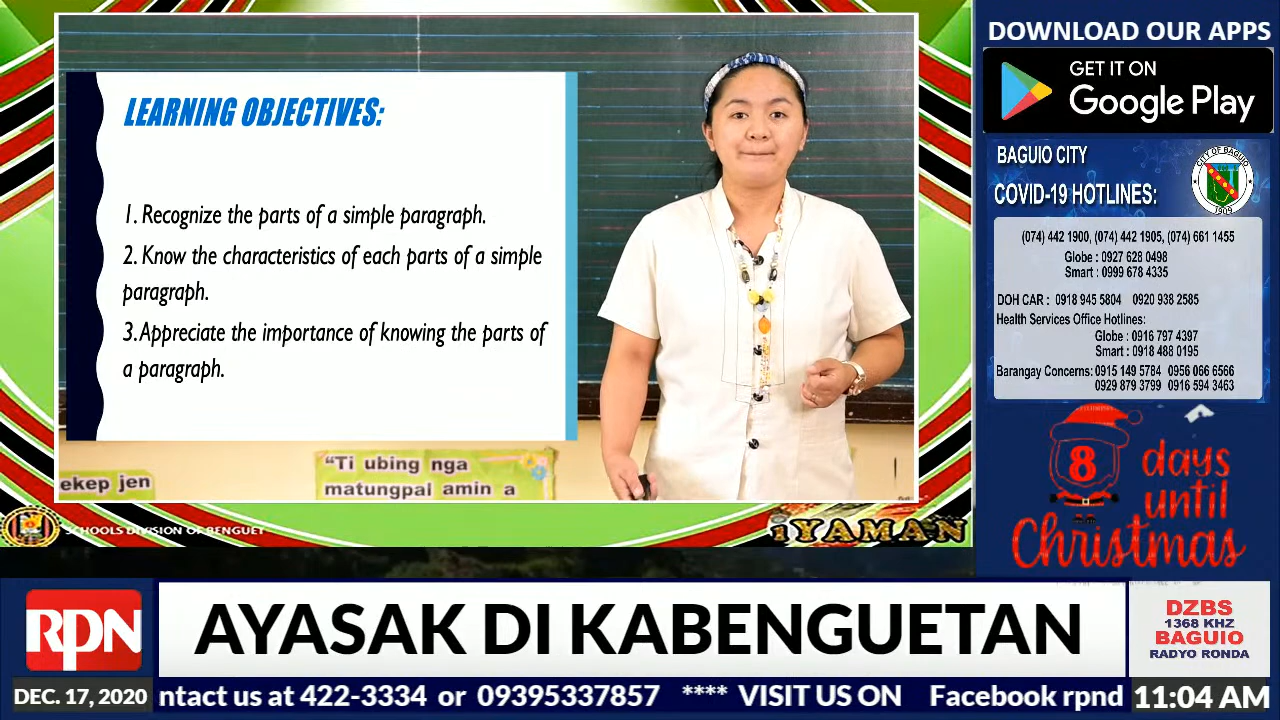 LEARNING OBJECTIVES:
1. Recognize the parts of a simple paragraph.
2. Know the characteristics of each parts of a simple
paragraph.
3. Appreciate the importance of knowing the parts of
a paragraph.
ekep jen
“Ti ubing nga
matungpal amin a
SCHOOLS DIVISION OF BENGUET
iYAMAN
DOWNLOAD OUR APPS
GET IT ON
Google Play
BAGUIO CITY
COVID-19 HOTLINES:
CITY OF BAGUIO
1909
(074) 442 1900, (074) 442 1905, (074) 661 1455
Globe : 0927 628 0498
Smart : 0999 678 4335
DOH CAR : 0918 945 5804 0920 938 2585
Health Services Office Hotlines:
Globe : 0916 797 4397
Smart : 0918 488 0195
Barangay Concerns: 0915 149 5784 0956 066 6566
0929 879 3799 0916 594 3463
8 days
until
Christmas
RPN
AYASAK DI KABENGUETAN
DZBS
1368 KHZ
BAGUIO
RADYO RONDA
DEC. 17, 2020
ntact us at 422-3334 or 09395337857 **** VISIT US ON Facebook rpnd
11:04 AM